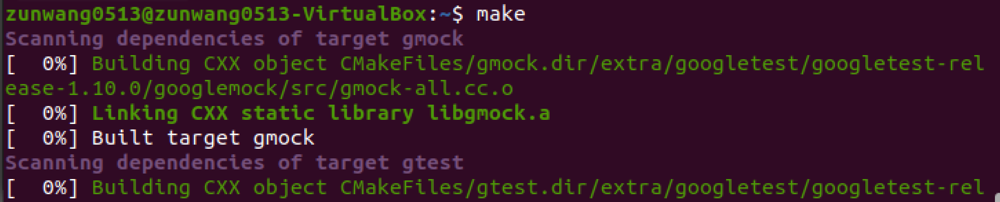 zunwang0513@zunwang0513-VirtualBox:~$ make
Scanning dependencies of target gmock
[  0%] Building CXX object CMakeFiles/gmock.dir/extra/googletest/googletest-rel
ease-1.10.0/googlemock/src/gmock-all.cc.o
[  0%] Linking CXX static library libgmock.a
[  0%] Built target gmock
Scanning dependencies of target gtest
[  0%] Building CXX object CMakeFiles/gtest.dir/extra/googletest/googletest-rel